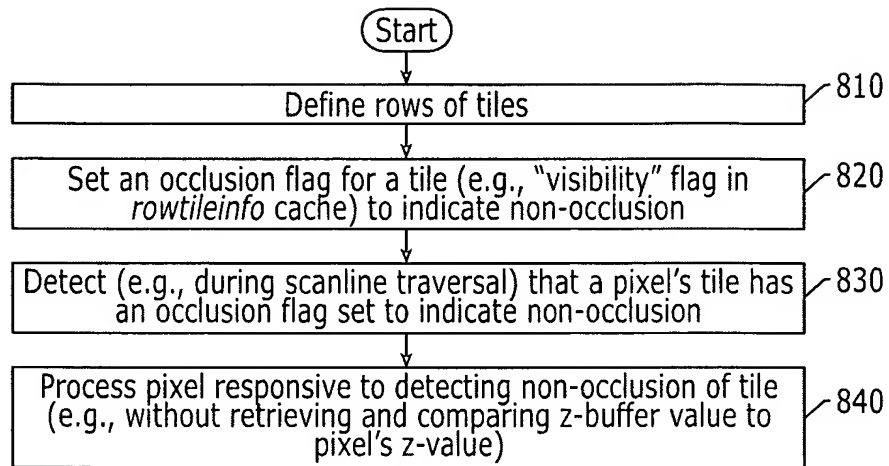 Start
Define rows of tiles
810
Set an occlusion flag for a tile (e.g., “visibility” flag in
rowtileinfo cache) to indicate non-occlusion
820
Detect (e.g., during scanline traversal) that a pixel's tile has
an occlusion flag set to indicate non-occlusion
830
Process pixel responsive to detecting non-occlusion of tile
(e.g., without retrieving and comparing z-buffer value to
pixel's z-value)
840